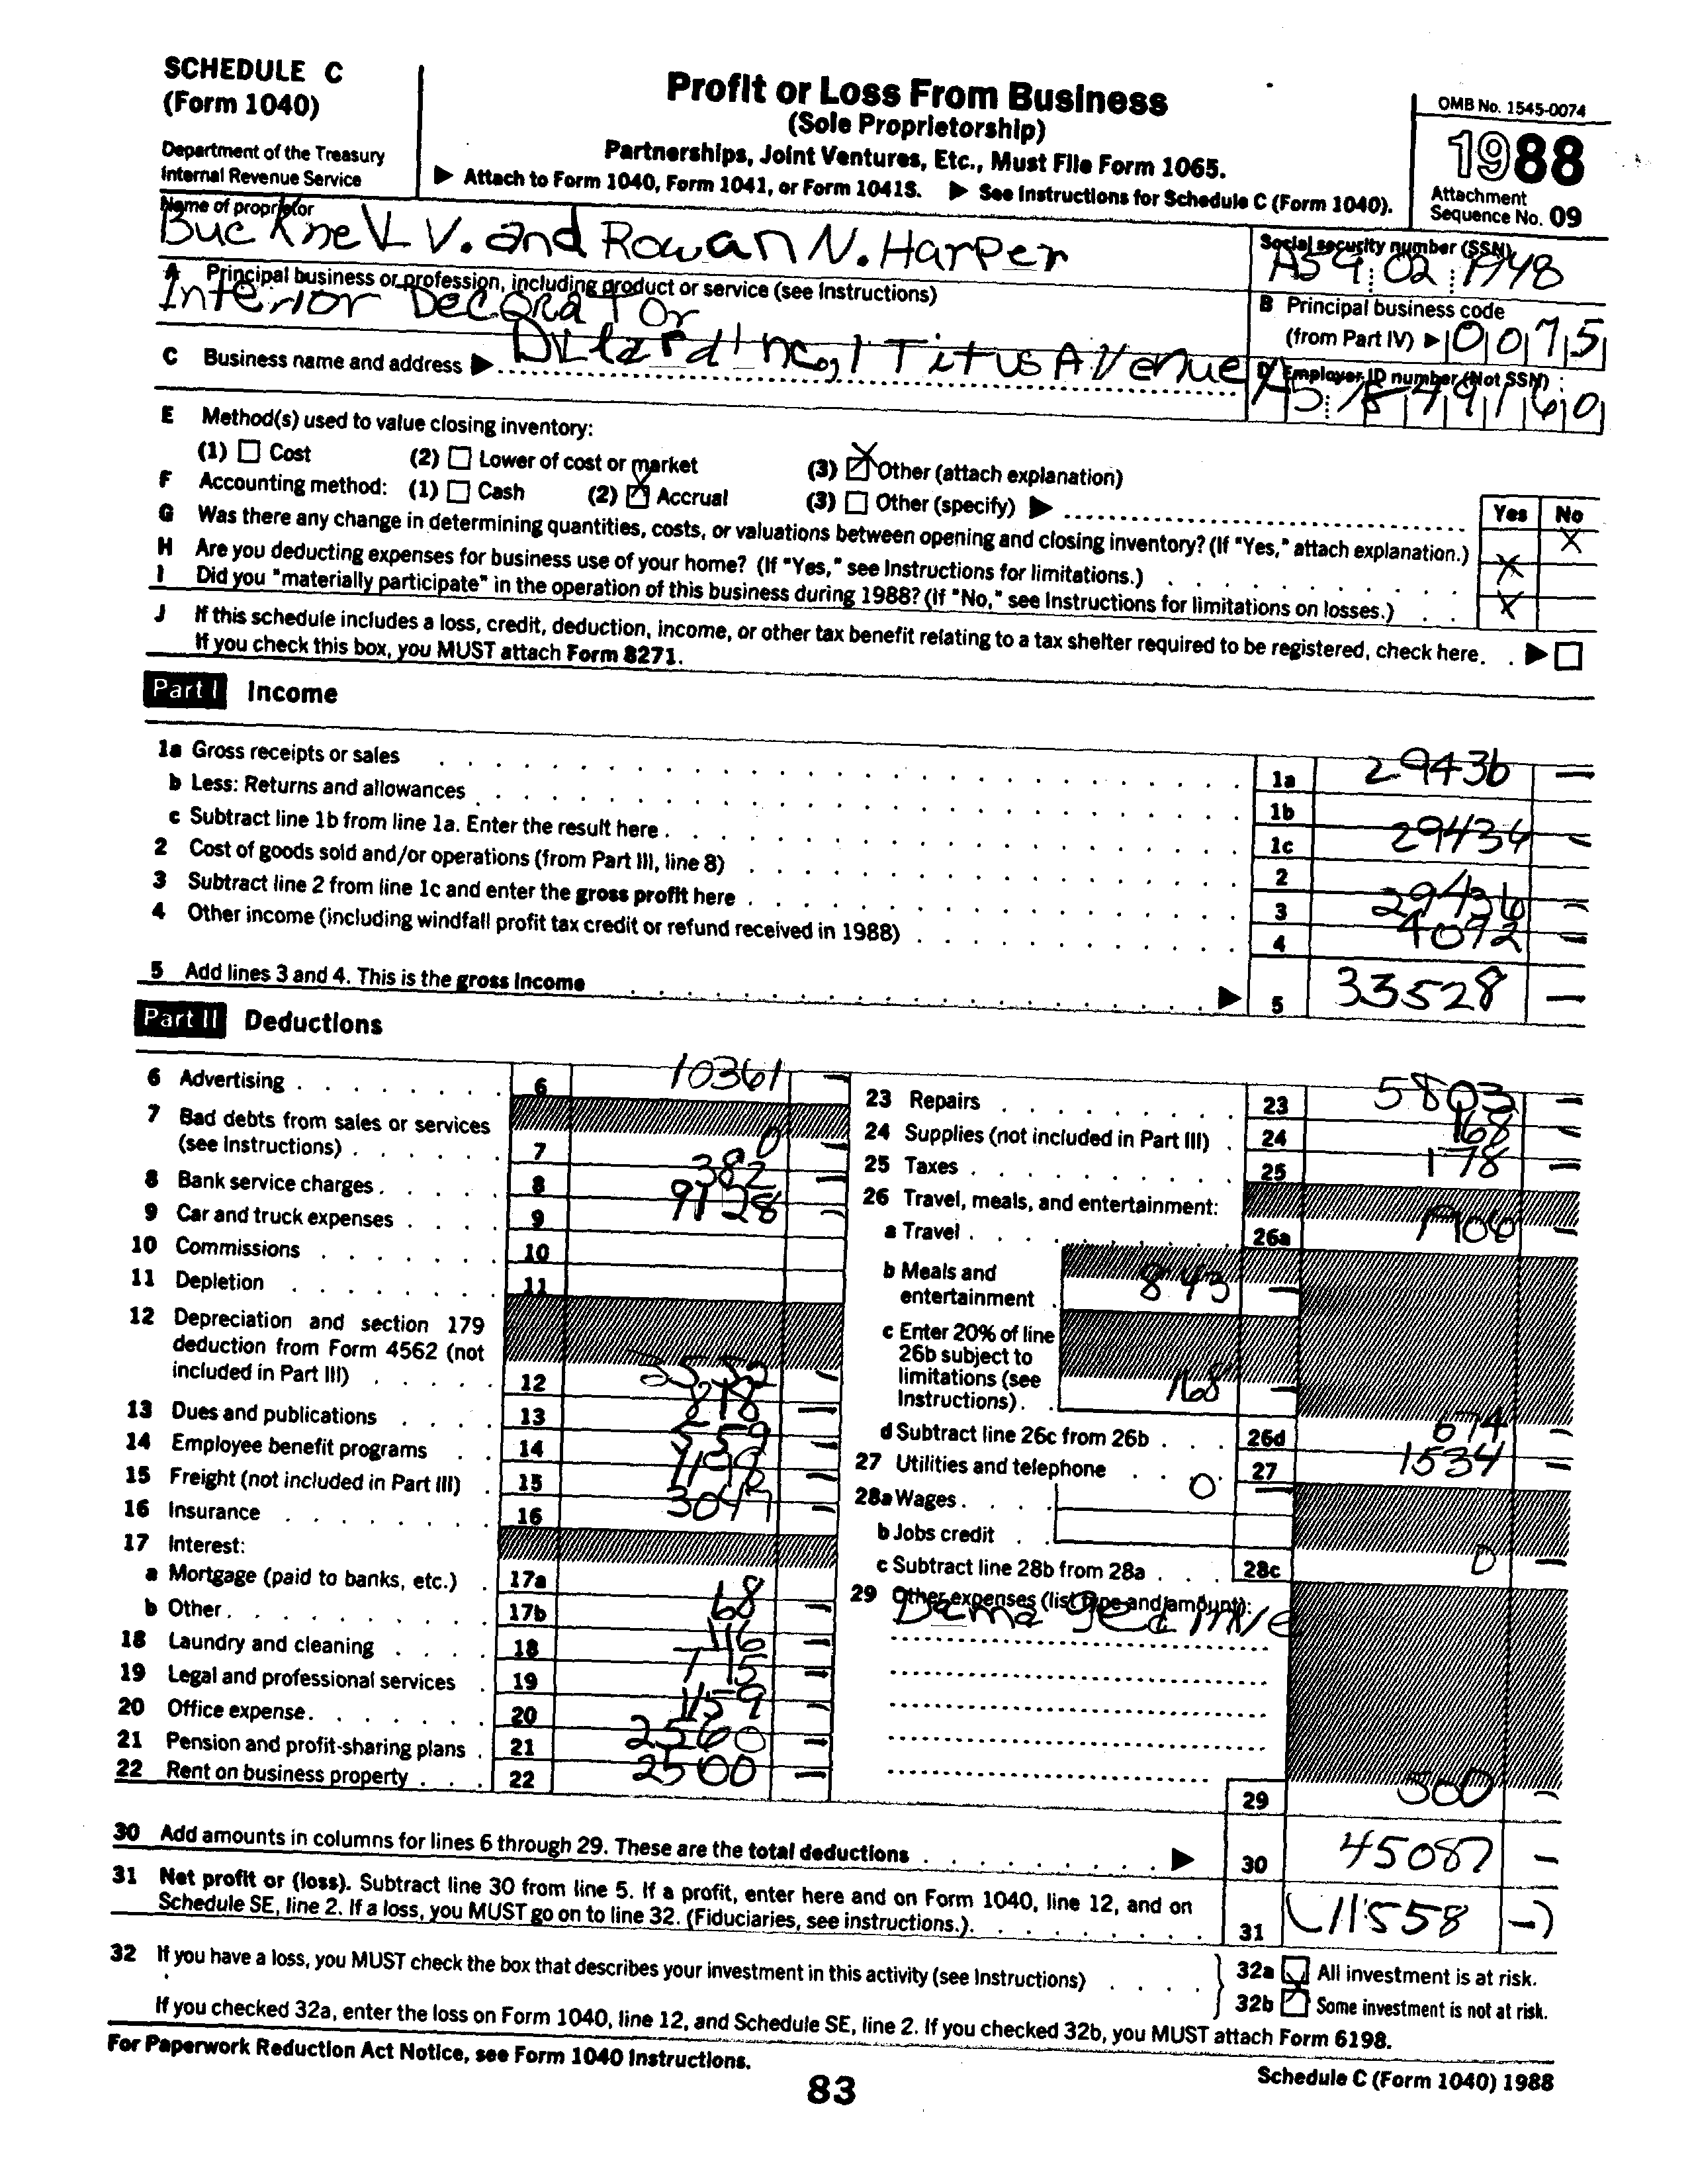 SCHEDULE C
(Form 1040)
Department of the Treasury
Internal Revenue Service
Profit or Loss From Business
(Sole Proprietorship)
Partnerships, Joint Ventures, Etc., Must File Form 1065.
▶ Attach to Form 1040, Form 1041, or Form 1041S. ▶ See Instructions for Schedule C (Form 1040).
OMB No. 1545-0074
1988
Attachment
Sequence No. 09
Name of proprietor
V. and Rowan N. Harper
Social security number (SSN)
A59 02 1948
A Principal business or profession, including product or service (see Instructions)
Interior Decorator
B Principal business code
(from Part IV) ▶ 0075
C Business name and address ▶ Inc, 1 Titus Avenue
D Employer ID number (Not SSN)
E Method(s) used to value closing inventory:
(1) Cost (2) Lower of cost or market (3) X Other (attach explanation)
F Accounting method: (1) Cash (2) X Accrual (3) Other (specify) ▶
Yes No
G Was there any change in determining quantities, costs, or valuations between opening and closing inventory? (If "Yes," attach explanation.) X
H Are you deducting expenses for business use of your home? (If "Yes," see Instructions for limitations.) X
I Did you "materially participate" in the operation of this business during 1988? (If "No," see Instructions for limitations on losses.) X
J If this schedule includes a loss, credit, deduction, income, or other tax benefit relating to a tax shelter required to be registered, check here. ▶
If you check this box, you MUST attach Form 8271.
Part I Income
1a Gross receipts or sales 1a 29436 —
b Less: Returns and allowances 1b
c Subtract line 1b from line 1a. Enter the result here 1c 29436 —
2 Cost of goods sold and/or operations (from Part III, line 8) 2
3 Subtract line 2 from line 1c and enter the gross profit here 3 29436 —
4 Other income (including windfall profit tax credit or refund received in 1988) 4 4092 —
5 Add lines 3 and 4. This is the gross income ▶ 5 33528 —
Part II Deductions
6 Advertising 6 10361 —
7 Bad debts from sales or services
(see Instructions) 7 0 —
8 Bank service charges 8 382 —
9 Car and truck expenses 9 9128 —
10 Commissions 10
11 Depletion 11
12 Depreciation and section 179
deduction from Form 4562 (not
included in Part III) 12 3552 —
13 Dues and publications 13 818 —
14 Employee benefit programs 14 559 —
15 Freight (not included in Part III) 15 1198 —
16 Insurance 16 3047 —
17 Interest:
a Mortgage (paid to banks, etc.) 17a
b Other 17b 68 —
18 Laundry and cleaning 18 116 —
19 Legal and professional services 19 115 —
20 Office expense 20 1159 —
21 Pension and profit-sharing plans 21 2560
22 Rent on business property 22 2500 —
23 Repairs 23 5803 —
24 Supplies (not included in Part III) 24 168 —
25 Taxes 25 178 —
26 Travel, meals, and entertainment:
a Travel 26a 1906
b Meals and
entertainment 843 —
c Enter 20% of line
26b subject to
limitations (see
Instructions) 168 —
d Subtract line 26c from 26b 26d 674 —
27 Utilities and telephone 27 1534 —
28a Wages 0 —
b Jobs credit
c Subtract line 28b from 28a 28c 0 —
29 Other expenses (list type and amount):
29 500 —
30 Add amounts in columns for lines 6 through 29. These are the total deductions ▶ 30 45087 —
31 Net profit or (loss). Subtract line 30 from line 5. If a profit, enter here and on Form 1040, line 12, and on
Schedule SE, line 2. If a loss, you MUST go on to line 32. (Fiduciaries, see instructions.) 31 (11558 —)
32 If you have a loss, you MUST check the box that describes your investment in this activity (see Instructions)
32a All investment is at risk.
32b Some investment is not at risk.
If you checked 32a, enter the loss on Form 1040, line 12, and Schedule SE, line 2. If you checked 32b, you MUST attach Form 6198.
For Paperwork Reduction Act Notice, see Form 1040 Instructions.
83
Schedule C (Form 1040) 1988